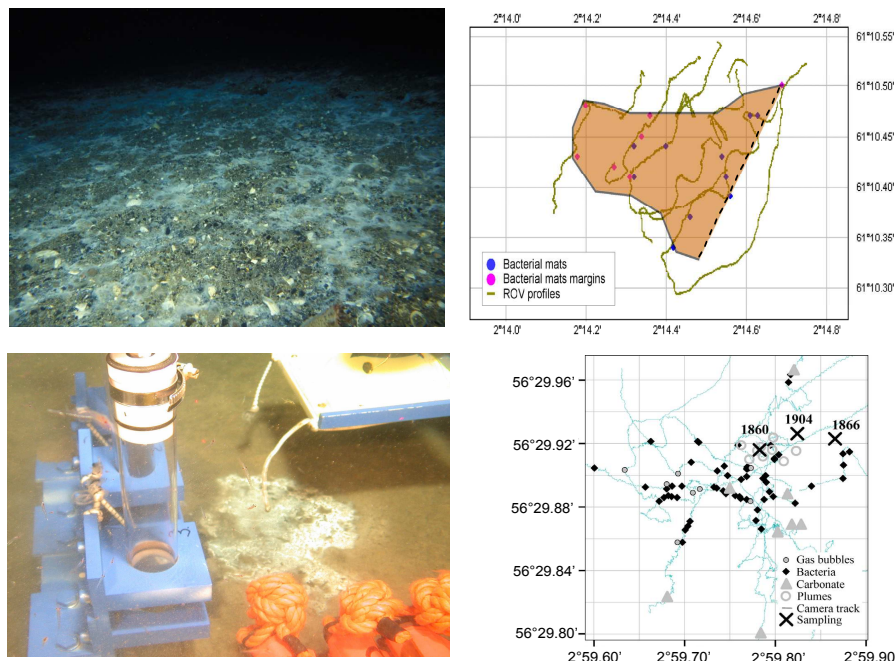 2°14.0' 2°14.2' 2°14.4' 2°14.6' 2°14.8'
61°10.55'
61°10.50'
61°10.45'
61°10.40'
61°10.35'
61°10.30'
Bacterial mats
Bacterial mats margins
ROV profiles
2°14.0' 2°14.2' 2°14.4' 2°14.6' 2°14.8'
56°29.96'
56°29.92'
56°29.88'
56°29.84'
56°29.80'
1860
1904
1866
Gas bubbles
Bacteria
Carbonate
Plumes
Camera track
Sampling
2°59.60' 2°59.70' 2°59.80' 2°59.90'